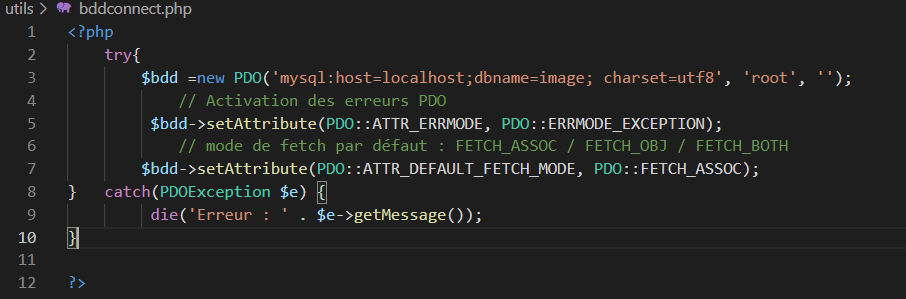 utils > bddconnect.php
1 <?php
2 try{
3 $bdd =new PDO('mysql:host=localhost;dbname=image; charset=utf8', 'root', '');
4 // Activation des erreurs PDO
5 $bdd->setAttribute(PDO::ATTR_ERRMODE, PDO::ERRMODE_EXCEPTION);
6 // mode de fetch par défaut : FETCH_ASSOC / FETCH_OBJ / FETCH_BOTH
7 $bdd->setAttribute(PDO::ATTR_DEFAULT_FETCH_MODE, PDO::FETCH_ASSOC);
8 } catch(PDOException $e) {
9 die('Erreur : ' . $e->getMessage());
10 }
11
12 ?>